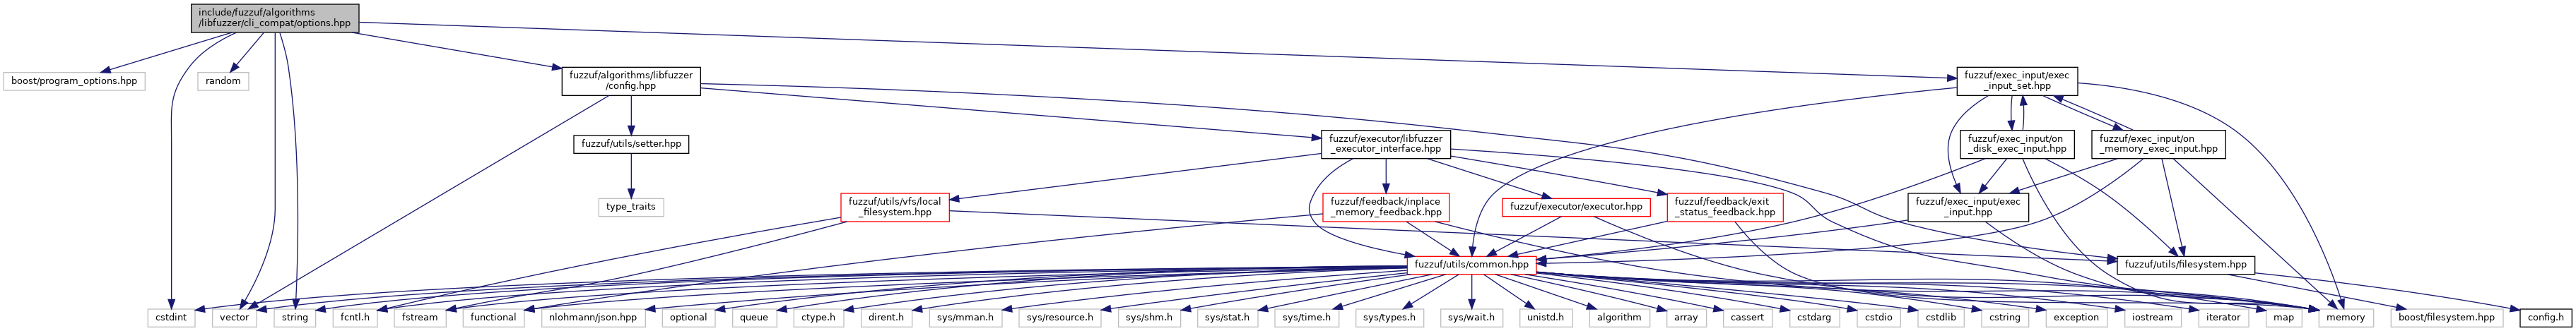 include/fuzzuf/algorithms
/libfuzzer/cli_compat/options.hpp
boost/program_options.hpp
random
fuzzuf/algorithms/libfuzzer
/config.hpp
fuzzuf/exec_input/exec
_input_set.hpp
fuzzuf/utils/setter.hpp
fuzzuf/executor/libfuzzer
_executor_interface.hpp
fuzzuf/exec_input/on
_disk_exec_input.hpp
fuzzuf/exec_input/on
_memory_exec_input.hpp
type_traits
fuzzuf/utils/vfs/local
_filesystem.hpp
fuzzuf/feedback/inplace
_memory_feedback.hpp
fuzzuf/executor/executor.hpp
fuzzuf/feedback/exit
_status_feedback.hpp
fuzzuf/exec_input/exec
_input.hpp
fuzzuf/utils/common.hpp
fuzzuf/utils/filesystem.hpp
cstdint
vector
string
fcntl.h
fstream
functional
nlohmann/json.hpp
optional
queue
ctype.h
dirent.h
sys/mman.h
sys/resource.h
sys/shm.h
sys/stat.h
sys/time.h
sys/types.h
sys/wait.h
unistd.h
algorithm
array
cassert
cstdarg
cstdio
cstdlib
cstring
exception
iostream
iterator
map
memory
boost/filesystem.hpp
config.h